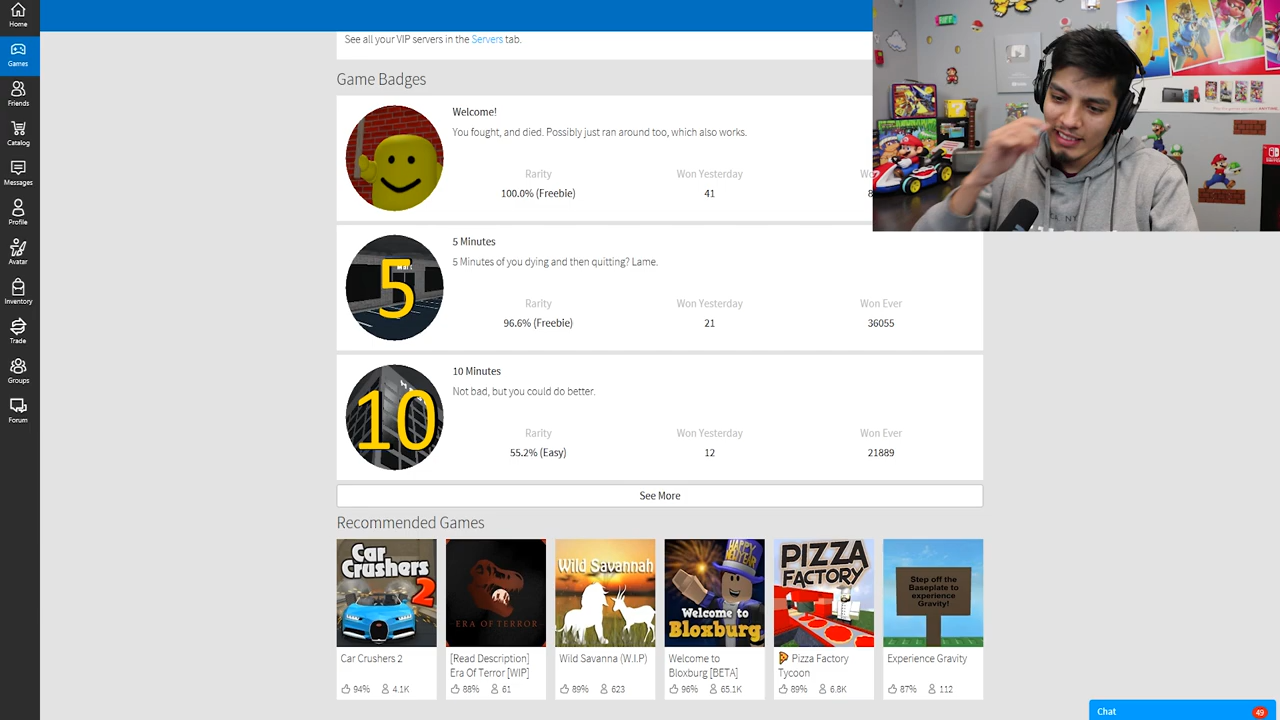 Home
Games
Friends
Catalog
Messages
Profile
Avatar
Inventory
Trade
Groups
Forum
See all your VIP servers in the Servers tab.
Game Badges
Welcome!
You fought, and died. Possibly just ran around too, which also works.
Rarity
Won Yesterday
100.0% (Freebie)
41
5
5 Minutes
5 Minutes of you dying and then quitting? Lame.
Rarity
Won Yesterday
Won Ever
96.6% (Freebie)
21
36055
10
10 Minutes
Not bad, but you could do better.
Rarity
Won Yesterday
Won Ever
55.2% (Easy)
12
21889
See More
Recommended Games
Car
Crushers
2
Car Crushers 2
94%
4.1K
ERA OF TERROR
[Read Description]
Era Of Terror [WIP]
88%
61
Wild Savannah
Wild Savanna (W.I.P)
89%
623
HAPPY
NEW YEAR
Welcome to
Bloxburg
Welcome to
Bloxburg [BETA]
96%
65.1K
PIZZA
FACTORY
Pizza Factory
Tycoon
89%
6.8K
Step off the
Baseplate to
experience
Gravity!
Experience Gravity
87%
112
Chat
49